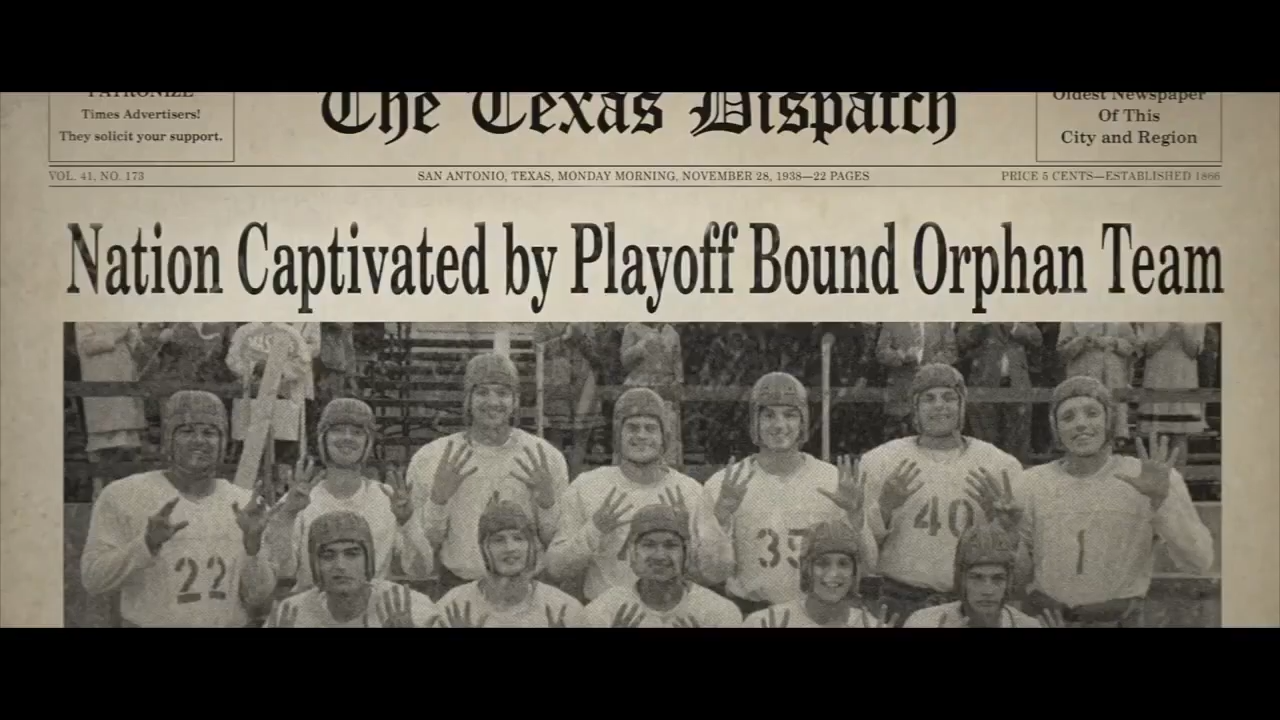 PATRONIZE
Times Advertisers!
They solicit your support.
The Texas Dispatch
Oldest Newspaper
Of This
City and Region
VOL. 41, NO. 173
SAN ANTONIO, TEXAS, MONDAY MORNING, NOVEMBER 28, 1938—22 PAGES
PRICE 5 CENTS—ESTABLISHED 1866
Nation Captivated by Playoff Bound Orphan Team
22
35
40
1